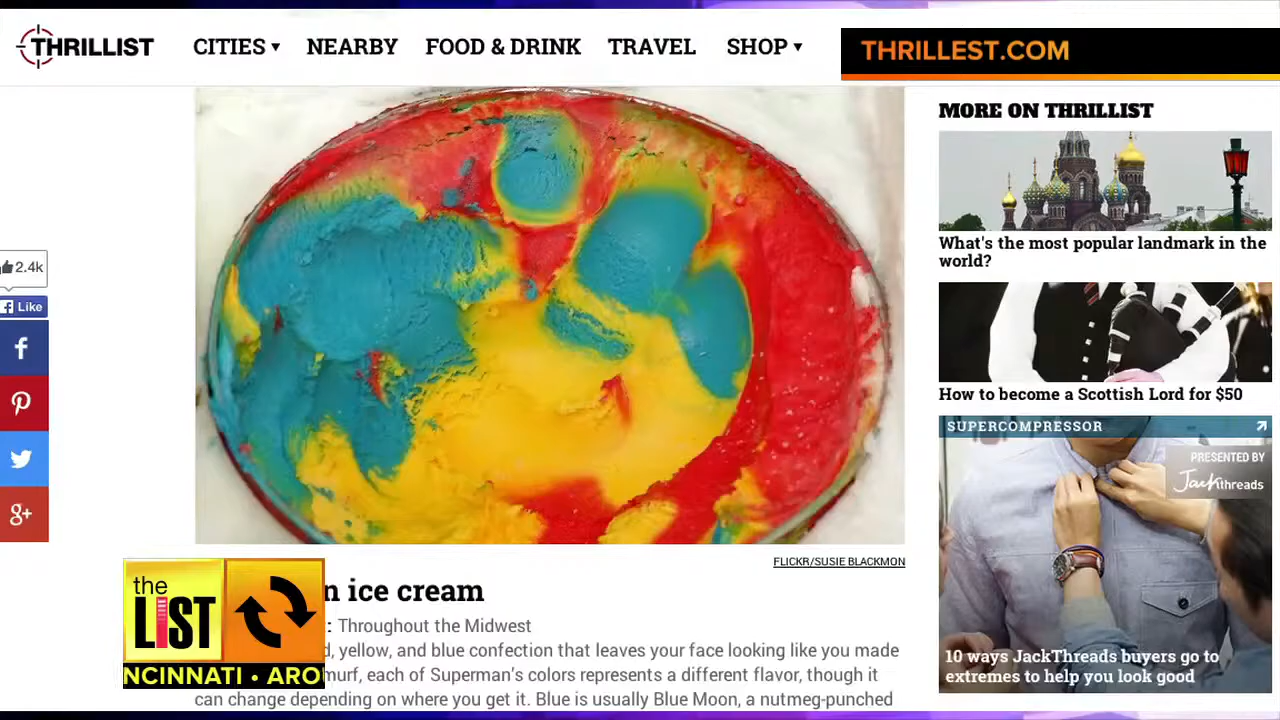 THRILLIST
CITIES ▾ NEARBY FOOD & DRINK TRAVEL SHOP ▾
THRILLEST.COM
MORE ON THRILLIST
What's the most popular landmark in the
world?
2.4k
Like
How to become a Scottish Lord for $50
SUPERCOMPRESSOR
PRESENTED BY
Jackthreads
10 ways JackThreads buyers go to
extremes to help you look good
FLICKR/SUSIE BLACKMON
n ice cream
: Throughout the Midwest
d, yellow, and blue confection that leaves your face looking like you made
murf, each of Superman's colors represents a different flavor, though it
can change depending on where you get it. Blue is usually Blue Moon, a nutmeg-punched
the
LIST
NCINNATI • ARO